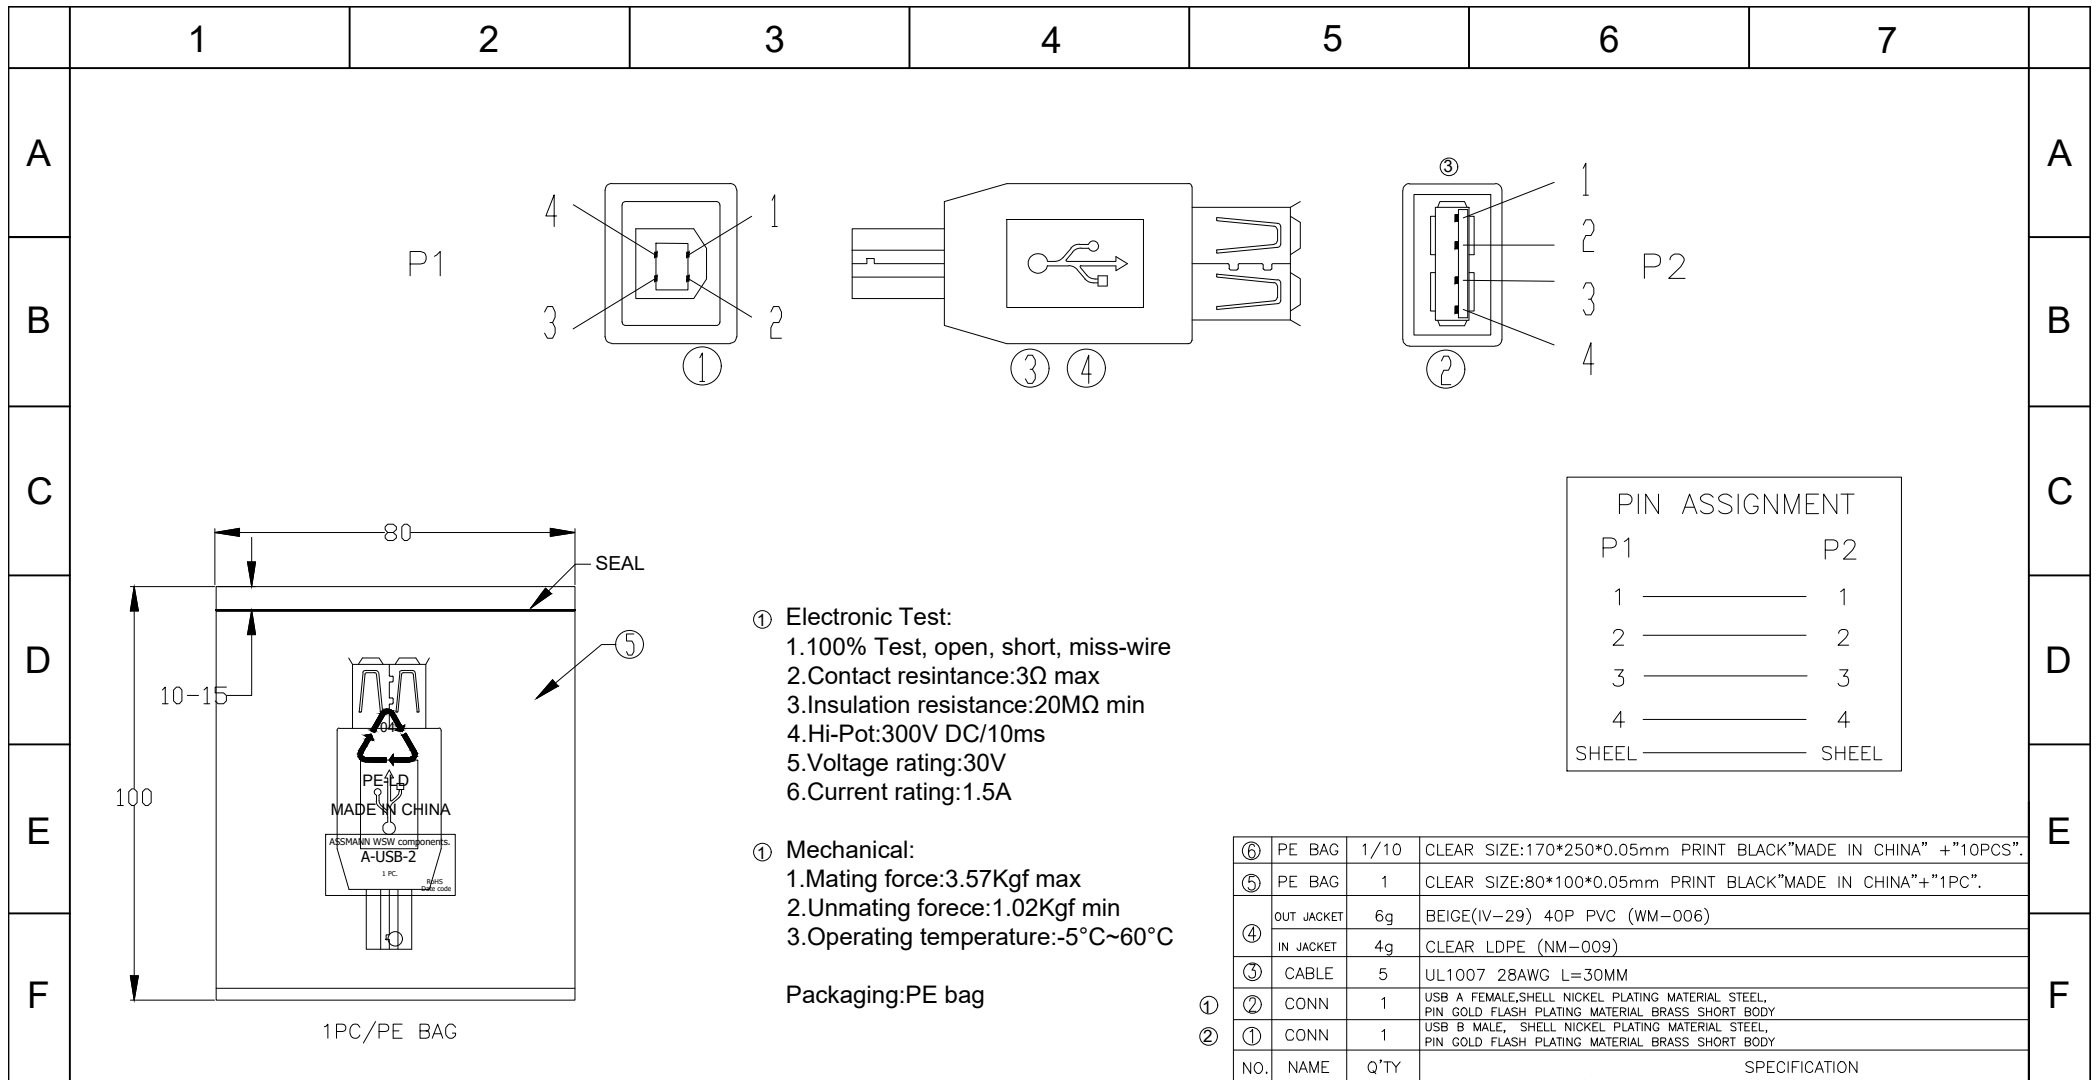 1 2 3 4 5 6 7
A A
B B
C C
D D
E E
F F
P1
4 1
3 2
①
③ ④
③
1
2
3
4
②
P2
80
SEAL
⑤
10-15
100
04
PE-LD
MADE IN CHINA
ASSMANN WSW components.
A-USB-2
1 PC.
RoHS
Date code
1PC/PE BAG
① Electronic Test:
1.100% Test, open, short, miss-wire
2.Contact resintance:3Ω max
3.Insulation resistance:20MΩ min
4.Hi-Pot:300V DC/10ms
5.Voltage rating:30V
6.Current rating:1.5A
① Mechanical:
1.Mating force:3.57Kgf max
2.Unmating forece:1.02Kgf min
3.Operating temperature:-5°C~60°C
Packaging:PE bag
PIN ASSIGNMENT
P1 P2
1 1
2 2
3 3
4 4
SHEEL SHEEL
⑥ PE BAG 1/10 CLEAR SIZE:170*250*0.05mm PRINT BLACK"MADE IN CHINA" +"10PCS".
⑤ PE BAG 1 CLEAR SIZE:80*100*0.05mm PRINT BLACK"MADE IN CHINA"+"1PC".
④ OUT JACKET 6g BEIGE(IV-29) 40P PVC (WM-006)
IN JACKET 4g CLEAR LDPE (NM-009)
③ CABLE 5 UL1007 28AWG L=30MM
① ② CONN 1 USB A FEMALE,SHELL NICKEL PLATING MATERIAL STEEL,
PIN GOLD FLASH PLATING MATERIAL BRASS SHORT BODY
② ① CONN 1 USB B MALE, SHELL NICKEL PLATING MATERIAL STEEL,
PIN GOLD FLASH PLATING MATERIAL BRASS SHORT BODY
NO. NAME Q'TY SPECIFICATION